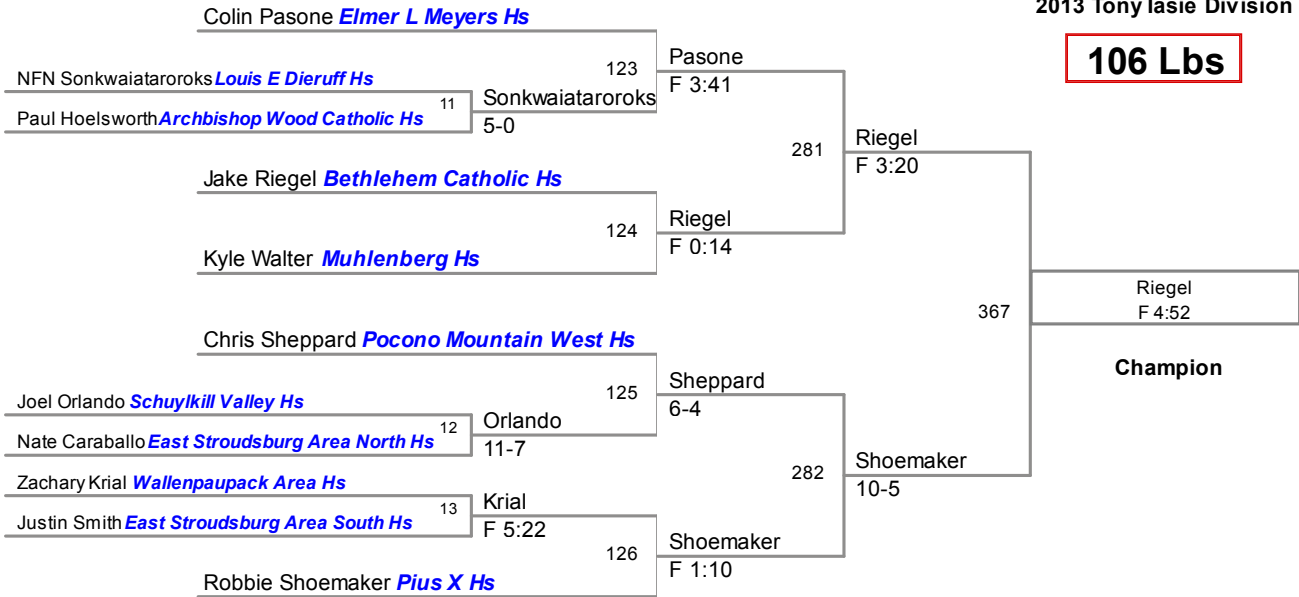 2013 Tony Iasie Division
106 Lbs
Colin Pasone Elmer L Meyers Hs
123
Pasone
F 3:41
NFN Sonkwaiataroroks Louis E Dieruff Hs
11
Sonkwaiataroroks
5-0
Paul Hoelsworth Archbishop Wood Catholic Hs
281
Riegel
F 3:20
Jake Riegel Bethlehem Catholic Hs
124
Riegel
F 0:14
Kyle Walter Muhlenberg Hs
367
Riegel
F 4:52
Champion
Chris Sheppard Pocono Mountain West Hs
125
Sheppard
6-4
Joel Orlando Schuylkill Valley Hs
12
Orlando
11-7
Nate Caraballo East Stroudsburg Area North Hs
282
Shoemaker
10-5
Zachary Krial Wallenpaupack Area Hs
13
Krial
F 5:22
Justin Smith East Stroudsburg Area South Hs
126
Shoemaker
F 1:10
Robbie Shoemaker Pius X Hs